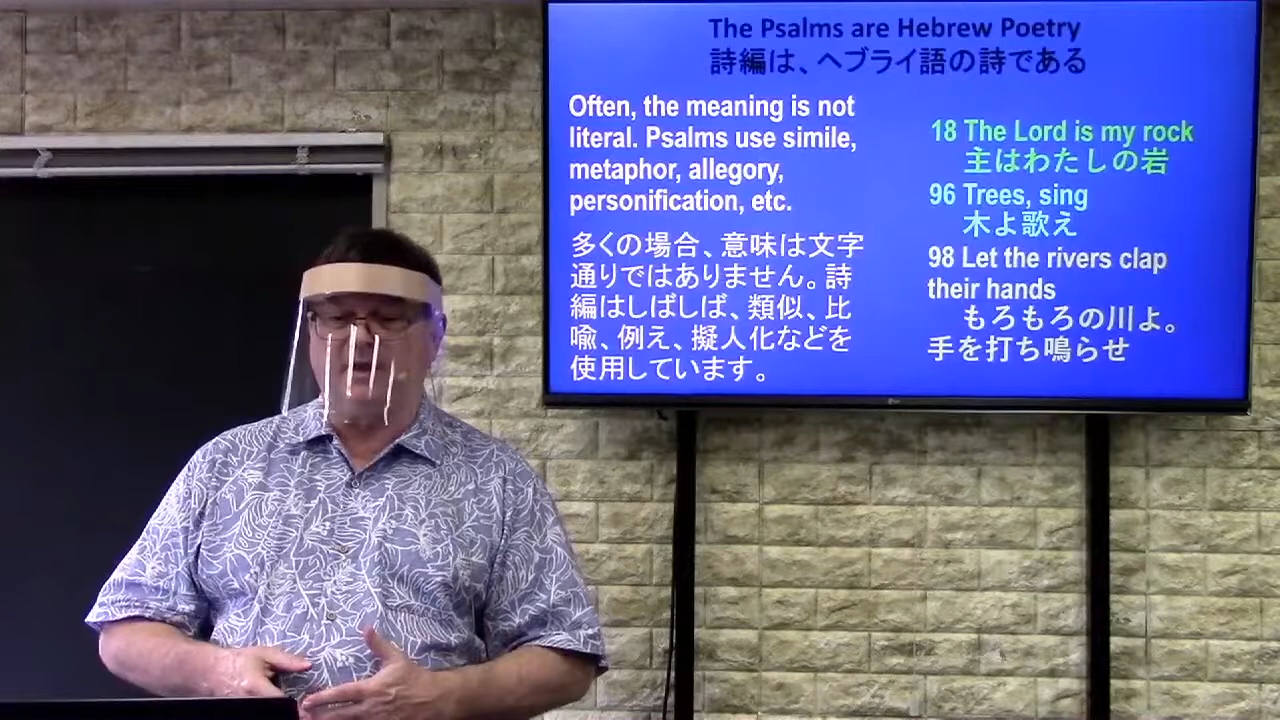 The Psalms are Hebrew Poetry
詩編は、ヘブライ語の詩である
Often, the meaning is not
literal. Psalms use simile,
metaphor, allegory,
personification, etc.
多くの場合、意味は文字
通りではありません。詩
編はしばしば、類似、比
喩、例え、擬人化などを
使用しています。
18 The Lord is my rock
主はわたしの岩
96 Trees, sing
木よ歌え
98 Let the rivers clap
their hands
もろもろの川よ。
手を打ち鳴らせ